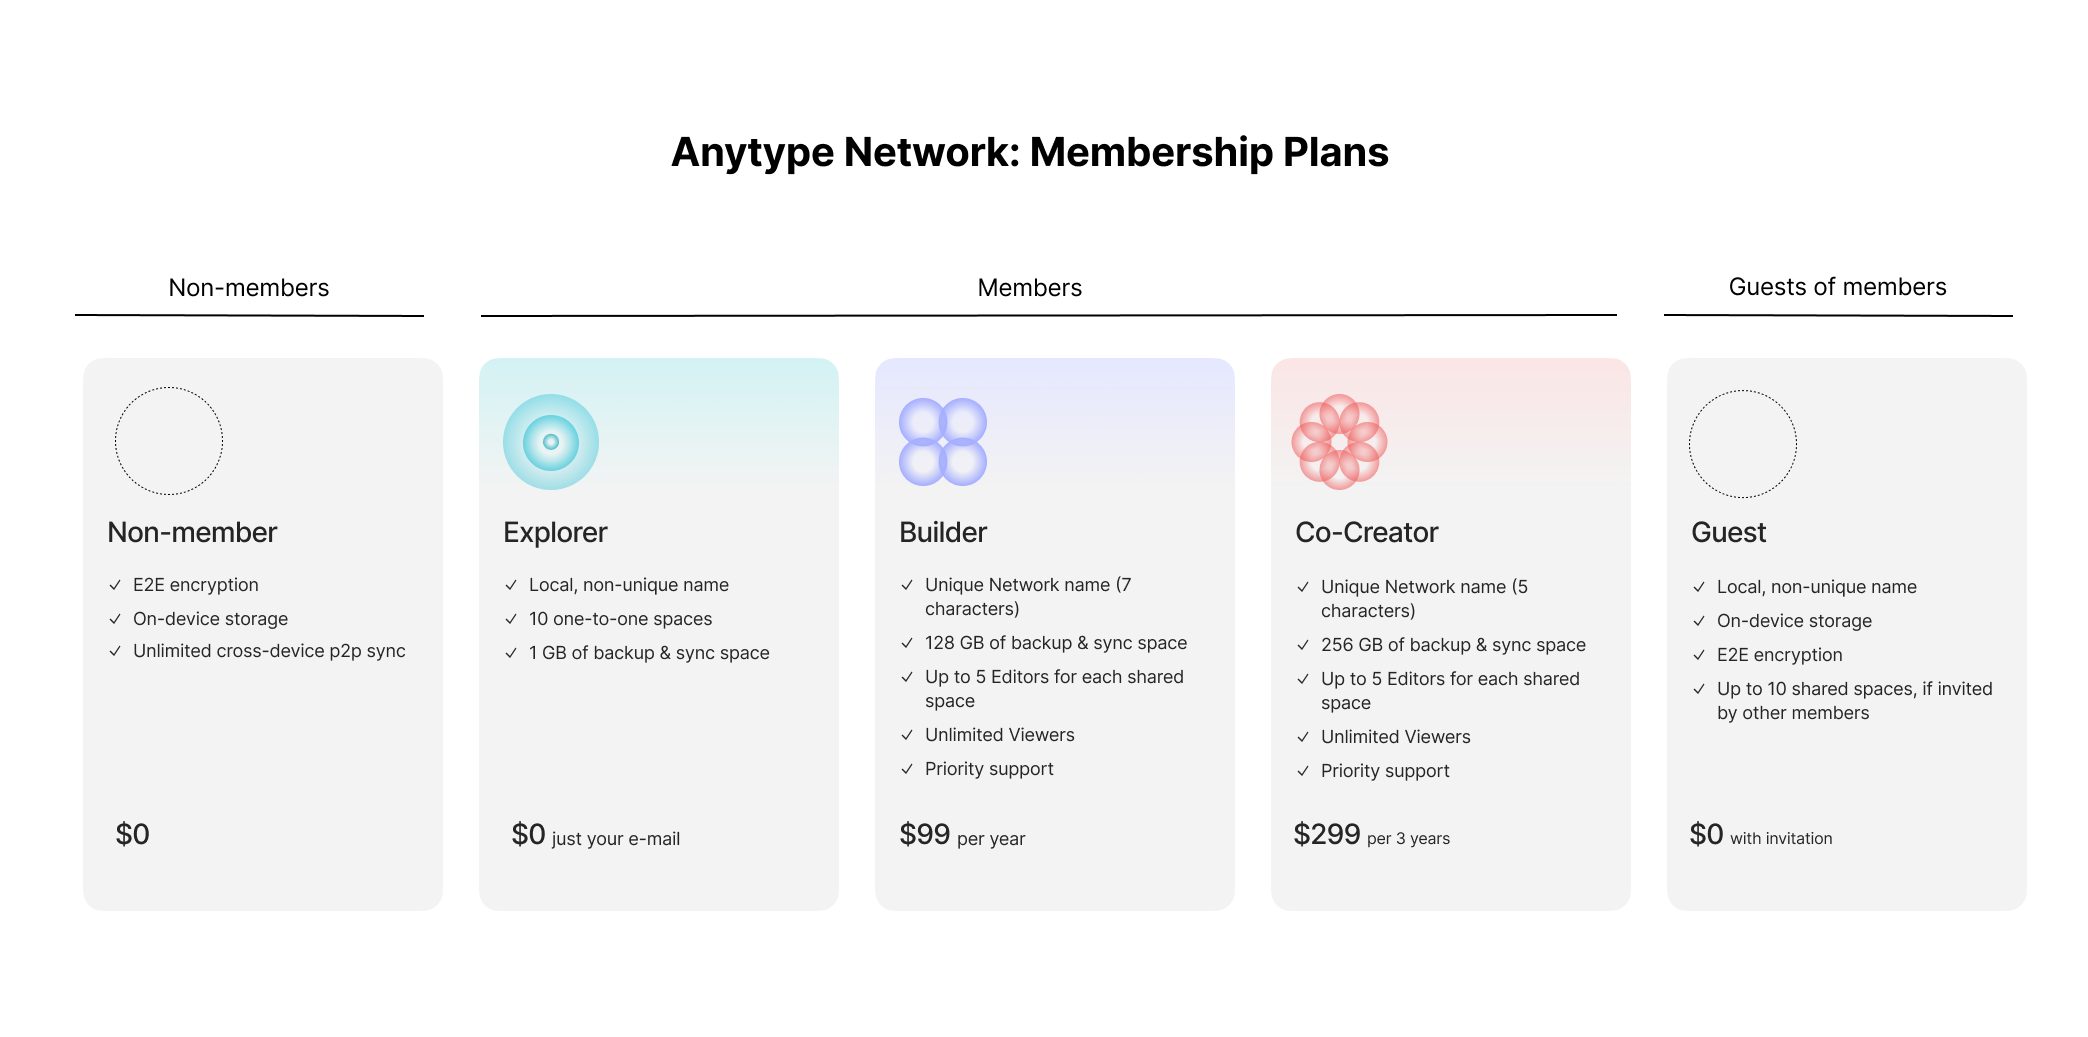 Anytype Network: Membership Plans
Non-members
Members
Guests of members
Non-member
E2E encryption
On-device storage
Unlimited cross-device p2p sync
$0
Explorer
Local, non-unique name
10 one-to-one spaces
1 GB of backup & sync space
$0 just your e-mail
Builder
Unique Network name (7
characters)
128 GB of backup & sync space
Up to 5 Editors for each shared
space
Unlimited Viewers
Priority support
$99 per year
Co-Creator
Unique Network name (5
characters)
256 GB of backup & sync space
Up to 5 Editors for each shared
space
Unlimited Viewers
Priority support
$299 per 3 years
Guest
Local, non-unique name
On-device storage
E2E encryption
Up to 10 shared spaces, if invited
by other members
$0 with invitation